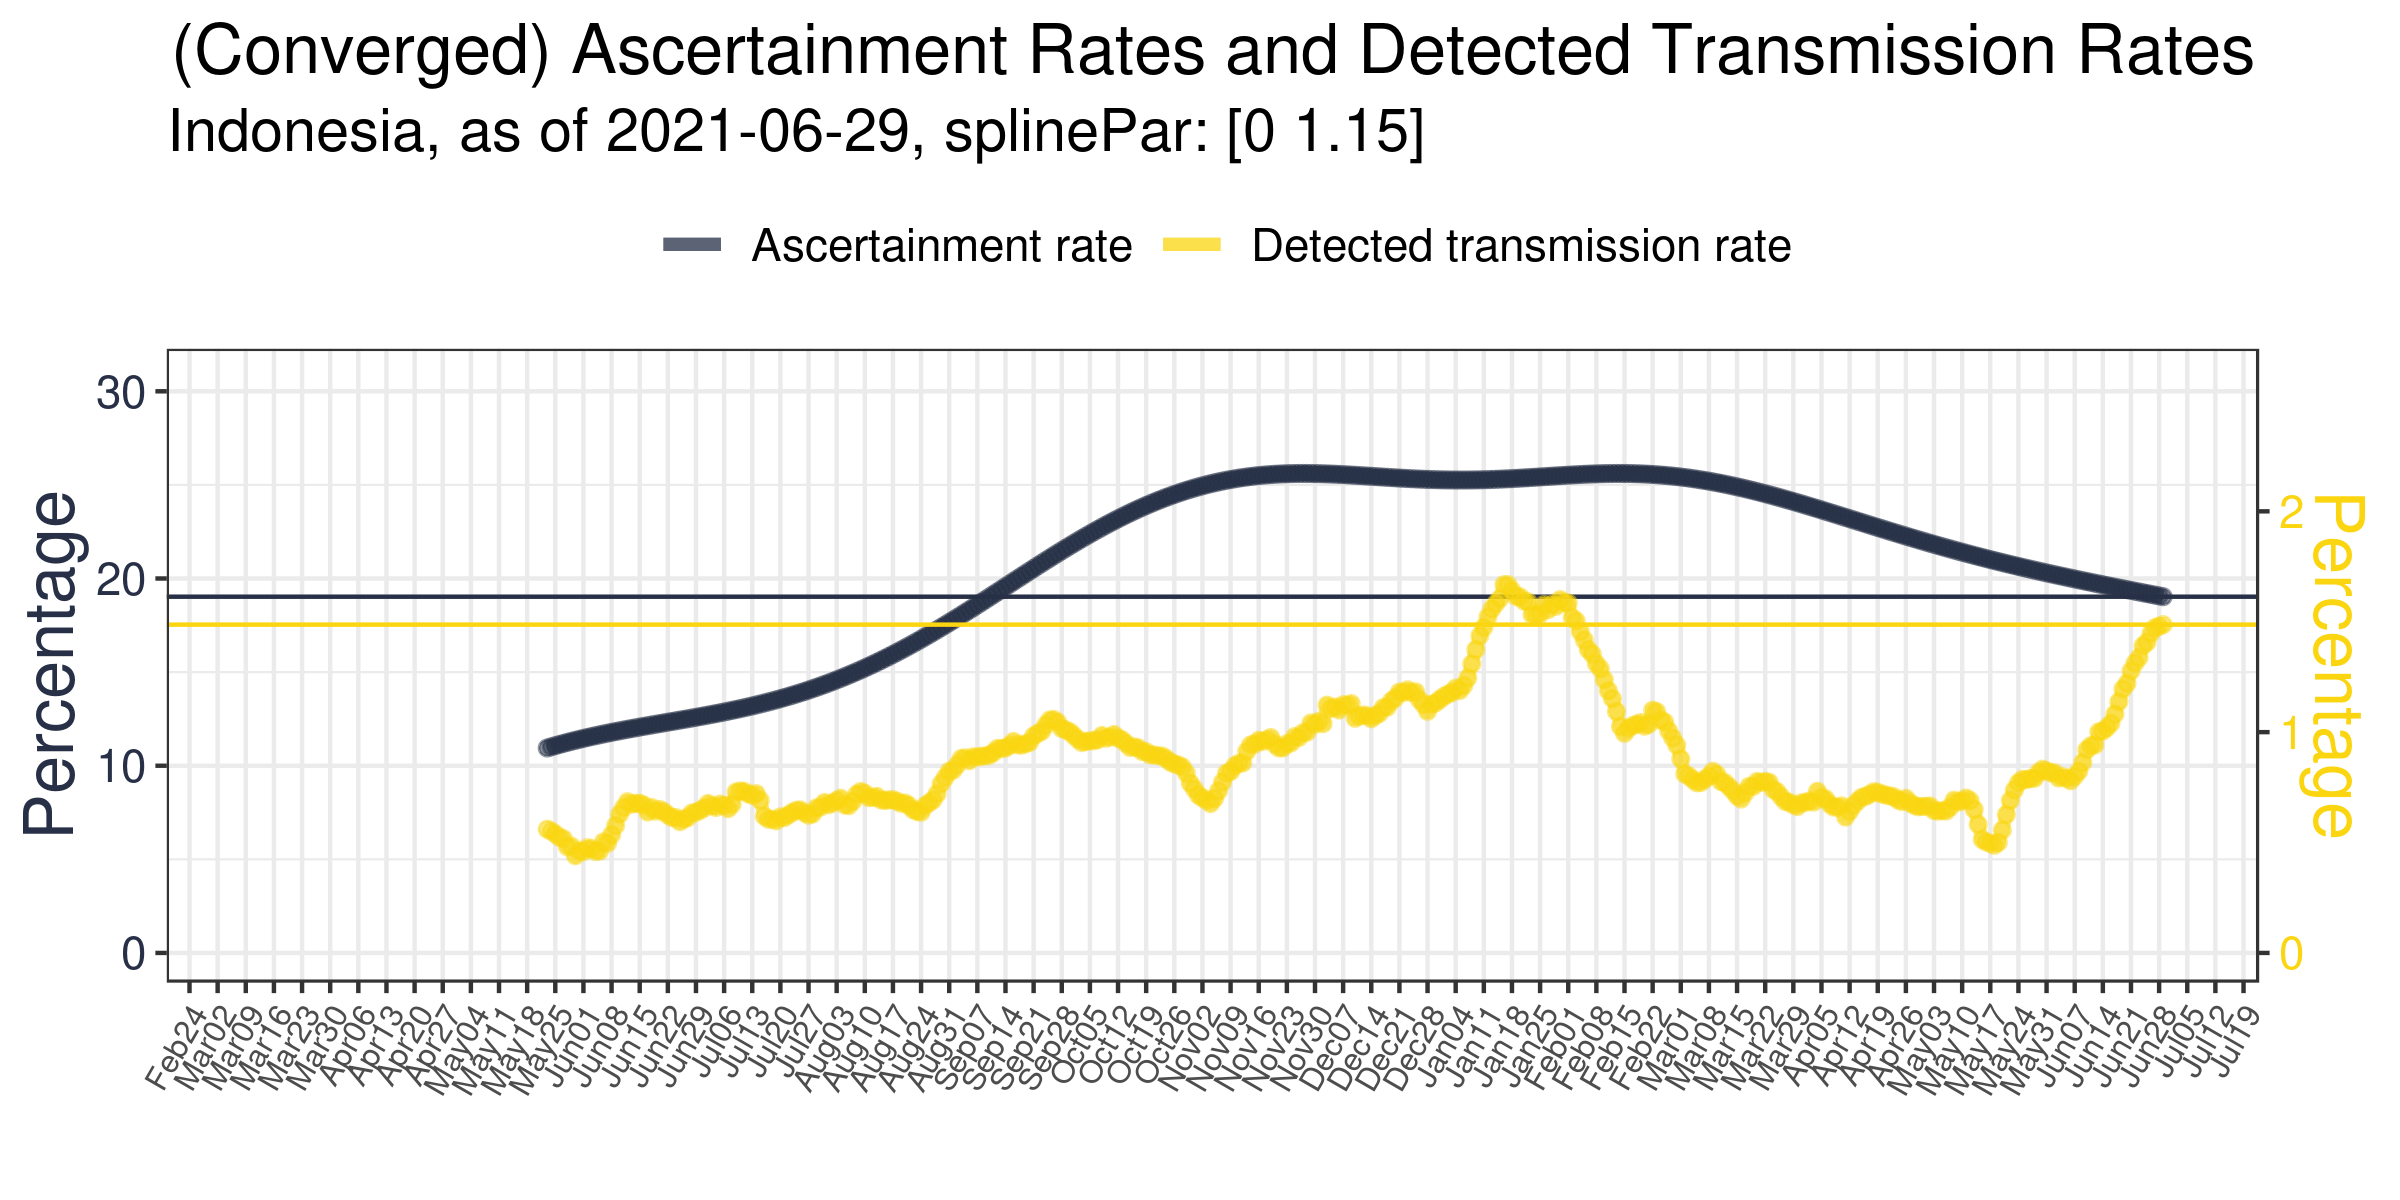 (Converged) Ascertainment Rates and Detected Transmission Rates
Indonesia, as of 2021-06-29, splinePar: [0 1.15]
Ascertainment rate
Detected transmission rate
Percentage
30
20
10
0
2
1
0
Percentage
Feb24
Mar02
Mar09
Mar16
Mar23
Mar30
Apr06
Apr13
Apr20
Apr27
May04
May11
May18
May25
Jun01
Jun08
Jun15
Jun22
Jun29
Jul06
Jul13
Jul20
Jul27
Aug03
Aug10
Aug17
Aug24
Aug31
Sep07
Sep14
Sep21
Sep28
Oct05
Oct12
Oct19
Oct26
Nov02
Nov09
Nov16
Nov23
Nov30
Dec07
Dec14
Dec21
Dec28
Jan04
Jan11
Jan18
Jan25
Feb01
Feb08
Feb15
Feb22
Mar01
Mar08
Mar15
Mar22
Mar29
Apr05
Apr12
Apr19
Apr26
May03
May10
May17
May24
May31
Jun07
Jun14
Jun21
Jun28
Jul05
Jul12
Jul19